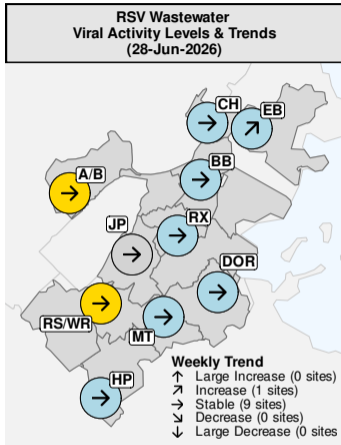 RSV Wastewater
Viral Activity Levels & Trends
(28-Jun-2026)
CH
EB
BB
A/B
RX
JP
DOR
RS/WR
MT
HP
Weekly Trend
↑ Large Increase (0 sites)
↗ Increase (1 sites)
→ Stable (9 sites)
↘ Decrease (0 sites)
↓ Large Decrease (0 sites)